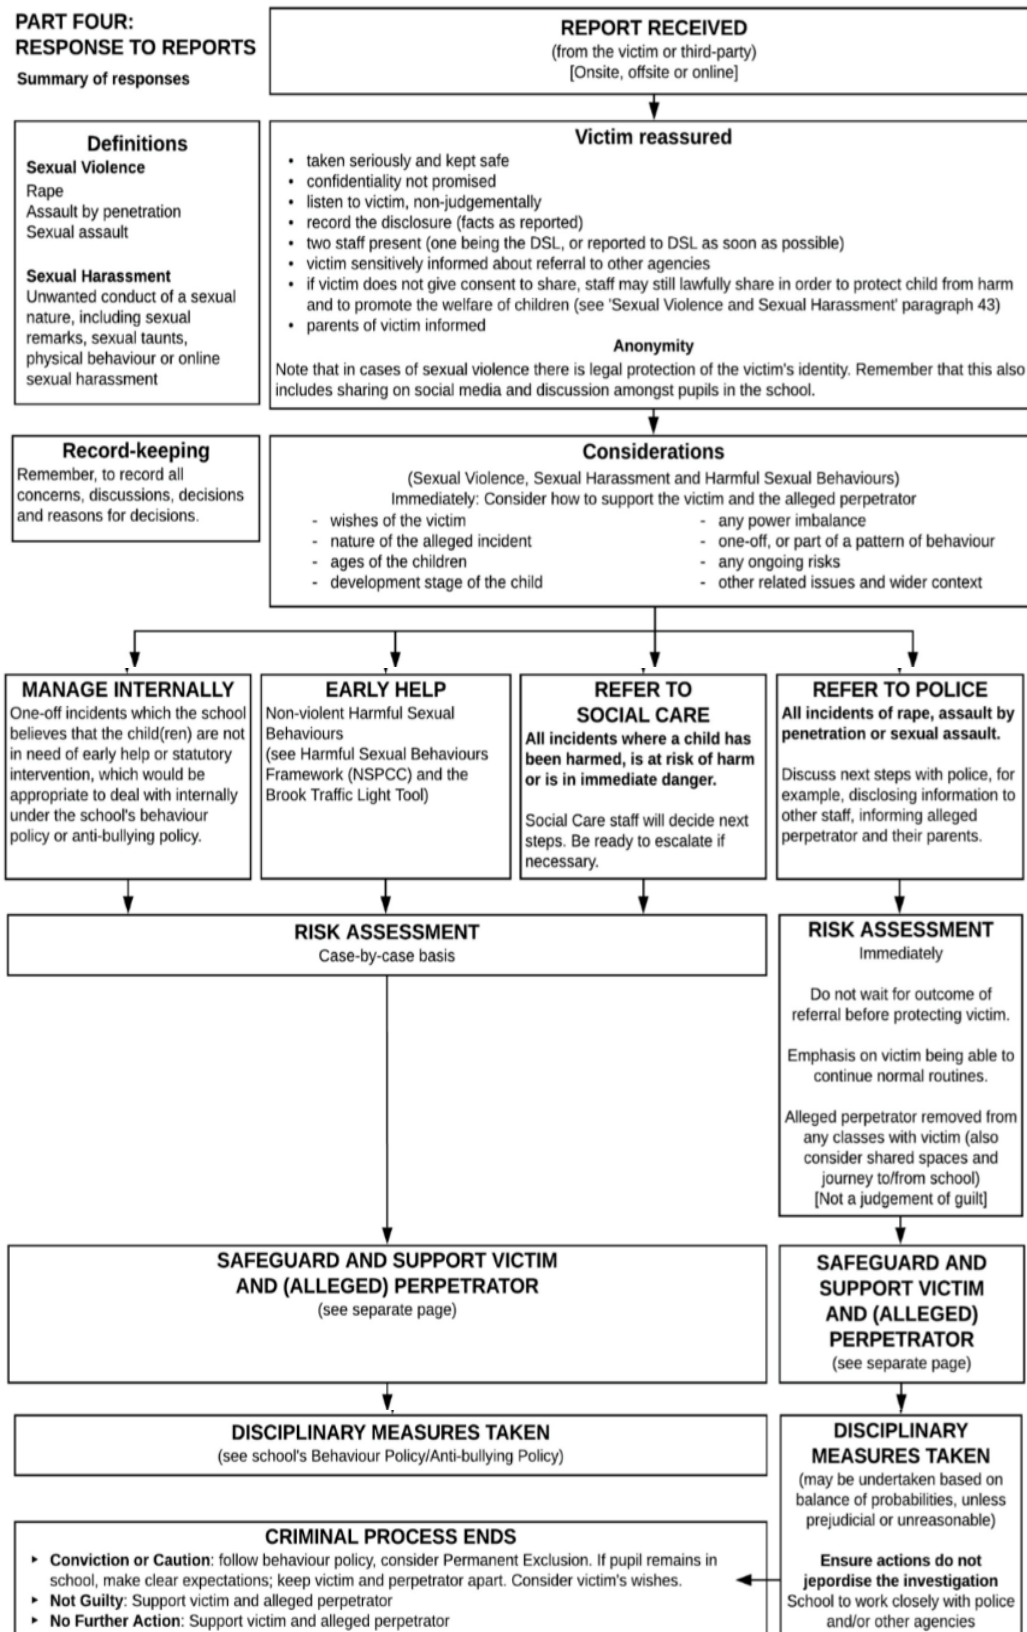 PART FOUR:
RESPONSE TO REPORTS
Summary of responses
REPORT RECEIVED
(from the victim or third-party)
[Onsite, offsite or online]
Definitions
Sexual Violence
Rape
Assault by penetration
Sexual assault
Sexual Harassment
Unwanted conduct of a sexual
nature, including sexual
remarks, sexual taunts,
physical behaviour or online
sexual harassment
Victim reassured
• taken seriously and kept safe
• confidentiality not promised
• listen to victim, non-judgementally
• record the disclosure (facts as reported)
• two staff present (one being the DSL, or reported to DSL as soon as possible)
• victim sensitively informed about referral to other agencies
• if victim does not give consent to share, staff may still lawfully share in order to protect child from harm
and to promote the welfare of children (see 'Sexual Violence and Sexual Harassment' paragraph 43)
• parents of victim informed
Anonymity
Note that in cases of sexual violence there is legal protection of the victim's identity. Remember that this also
includes sharing on social media and discussion amongst pupils in the school.
Record-keeping
Remember, to record all
concerns, discussions, decisions
and reasons for decisions.
Considerations
(Sexual Violence, Sexual Harassment and Harmful Sexual Behaviours)
Immediately: Consider how to support the victim and the alleged perpetrator
- wishes of the victim
- nature of the alleged incident
- ages of the children
- development stage of the child
- any power imbalance
- one-off, or part of a pattern of behaviour
- any ongoing risks
- other related issues and wider context
MANAGE INTERNALLY
One-off incidents which the school
believes that the child(ren) are not
in need of early help or statutory
intervention, which would be
appropriate to deal with internally
under the school's behaviour
policy or anti-bullying policy.
EARLY HELP
Non-violent Harmful Sexual
Behaviours
(see Harmful Sexual Behaviours
Framework (NSPCC) and the
Brook Traffic Light Tool)
REFER TO
SOCIAL CARE
All incidents where a child has
been harmed, is at risk of harm
or is in immediate danger.
Social Care staff will decide next
steps. Be ready to escalate if
necessary.
REFER TO POLICE
All incidents of rape, assault by
penetration or sexual assault.
Discuss next steps with police, for
example, disclosing information to
other staff, informing alleged
perpetrator and their parents.
RISK ASSESSMENT
Case-by-case basis
RISK ASSESSMENT
Immediately
Do not wait for outcome of
referral before protecting victim.
Emphasis on victim being able to
continue normal routines.
Alleged perpetrator removed from
any classes with victim (also
consider shared spaces and
journey to/from school)
[Not a judgement of guilt]
SAFEGUARD AND SUPPORT VICTIM
AND (ALLEGED) PERPETRATOR
(see separate page)
SAFEGUARD AND
SUPPORT VICTIM
AND (ALLEGED)
PERPETRATOR
(see separate page)
DISCIPLINARY MEASURES TAKEN
(see school's Behaviour Policy/Anti-bullying Policy)
DISCIPLINARY
MEASURES TAKEN
(may be undertaken based on
balance of probabilities, unless
prejudicial or unreasonable)
Ensure actions do not
jepordise the investigation
School to work closely with police
and/or other agencies
CRIMINAL PROCESS ENDS
‣ Conviction or Caution: follow behaviour policy, consider Permanent Exclusion. If pupil remains in
school, make clear expectations; keep victim and perpetrator apart. Consider victim's wishes.
‣ Not Guilty: Support victim and alleged perpetrator
‣ No Further Action: Support victim and alleged perpetrator